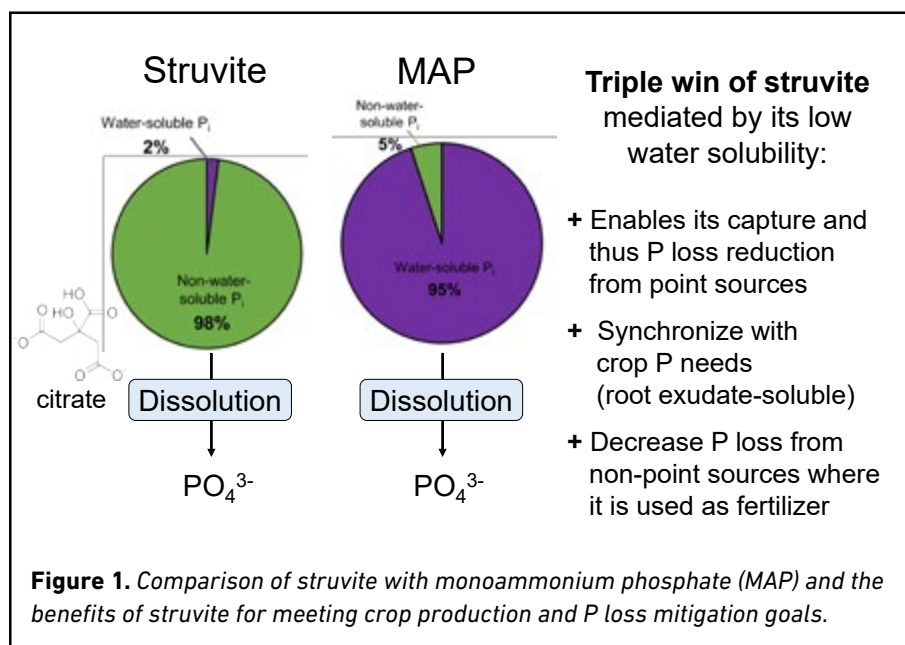 Struvite
Water-soluble Pi
2%
Non-water-
soluble Pi
98%
HO
O
HO
O
O
-O
O
O-
citrate
Dissolution
PO₄³⁻
MAP
Non-water-
soluble Pi
5%
Water-soluble Pi
95%
Dissolution
PO₄³⁻
Triple win of struvite
mediated by its low
water solubility:
+ Enables its capture and
thus P loss reduction
from point sources
+ Synchronize with
crop P needs
(root exudate-soluble)
+ Decrease P loss from
non-point sources where
it is used as fertilizer
Figure 1. Comparison of struvite with monoammonium phosphate (MAP) and the
benefits of struvite for meeting crop production and P loss mitigation goals.